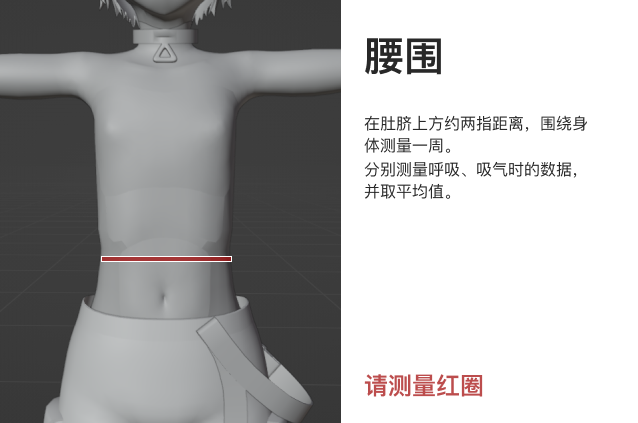 腰围
在肚脐上方约两指距离，围绕身
体测量一周。
分别测量呼吸、吸气时的数据，
并取平均值。
请测量红圈